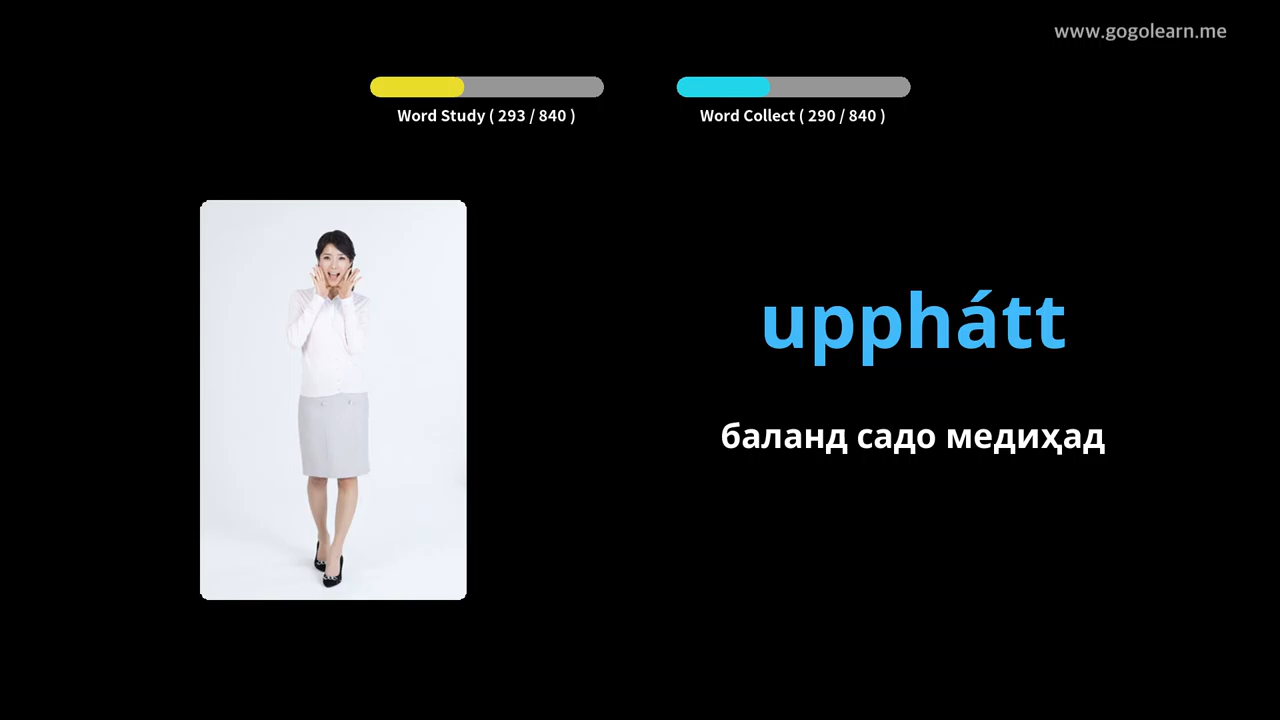 www.gogolearn.me
Word Study ( 293 / 840 )
Word Collect ( 290 / 840 )
upphátt
баланд садо медиҳад